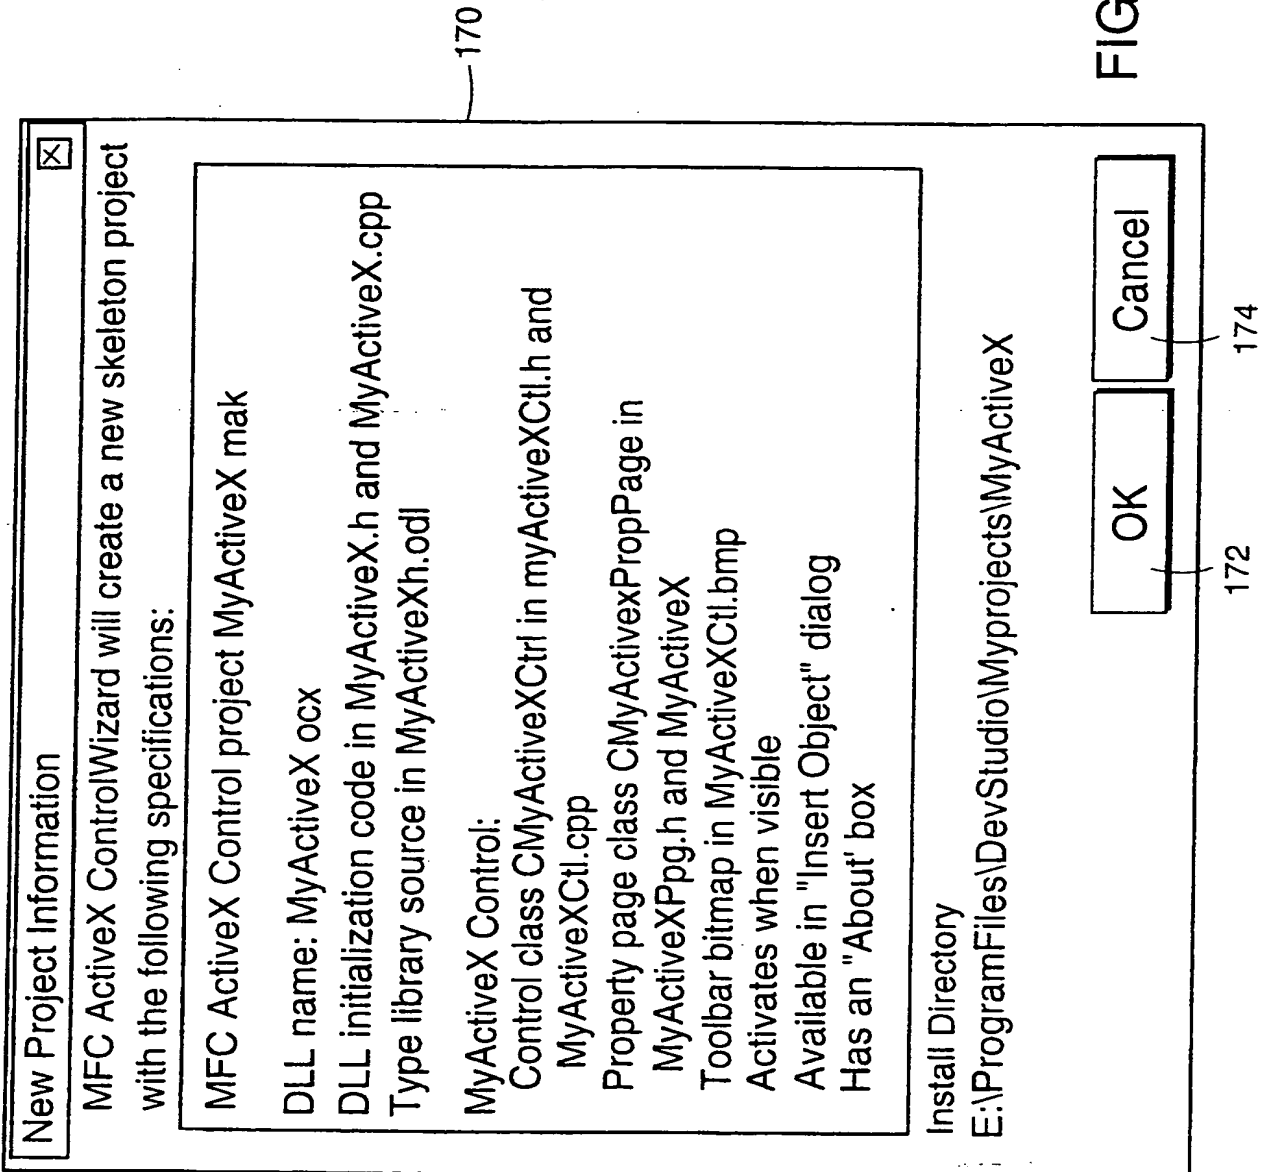 New Project Information
X
MFC ActiveX ControlWizard will create a new skeleton project
with the following specifications:
MFC ActiveX Control project MyActiveX mak
DLL name: MyActiveX ocx
DLL initialization code in MyActiveX.h and MyActiveX.cpp
Type library source in MyActiveXh.odl
MyActiveX Control:
Control class CMyActiveXCtrl in myActiveXCtl.h and
MyActiveXCtl.cpp
Property page class CMyActivexPropPage in
MyActiveXPpg.h and MyActiveX
Toolbar bitmap in MyActiveXCtl.bmp
Activates when visible
Available in "Insert Object" dialog
Has an "About' box
Install Directory
E:\ProgramFiles\DevStudio\Myprojects\MyActiveX
OK
Cancel
170
172
174
FIG